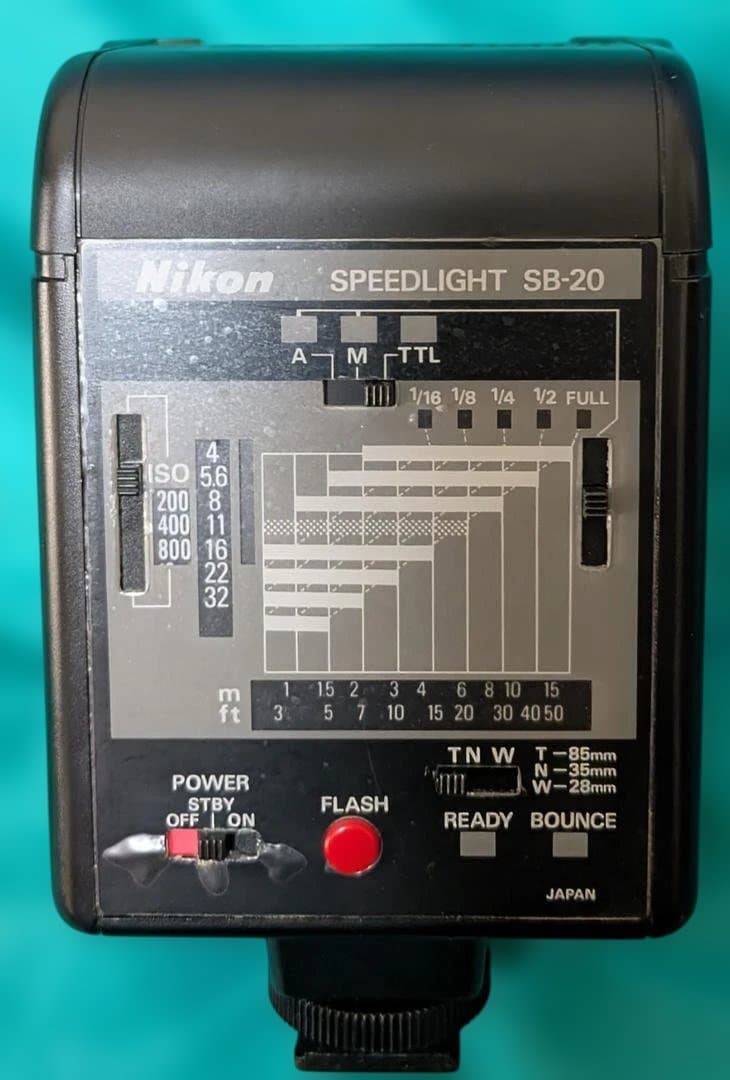 Nikon SPEEDLIGHT SB-20
A M TTL
1/16 1/8 1/4 1/2 FULL
ISO
200
400
800
4
5.6
8
11
16
22
32
m 1 1.5 2 3 4 6 8 10 15
ft 3 5 7 10 15 20 30 40 50
T N W
T-85mm
N-35mm
W-28mm
POWER
STBY
OFF ON
FLASH
READY BOUNCE
JAPAN